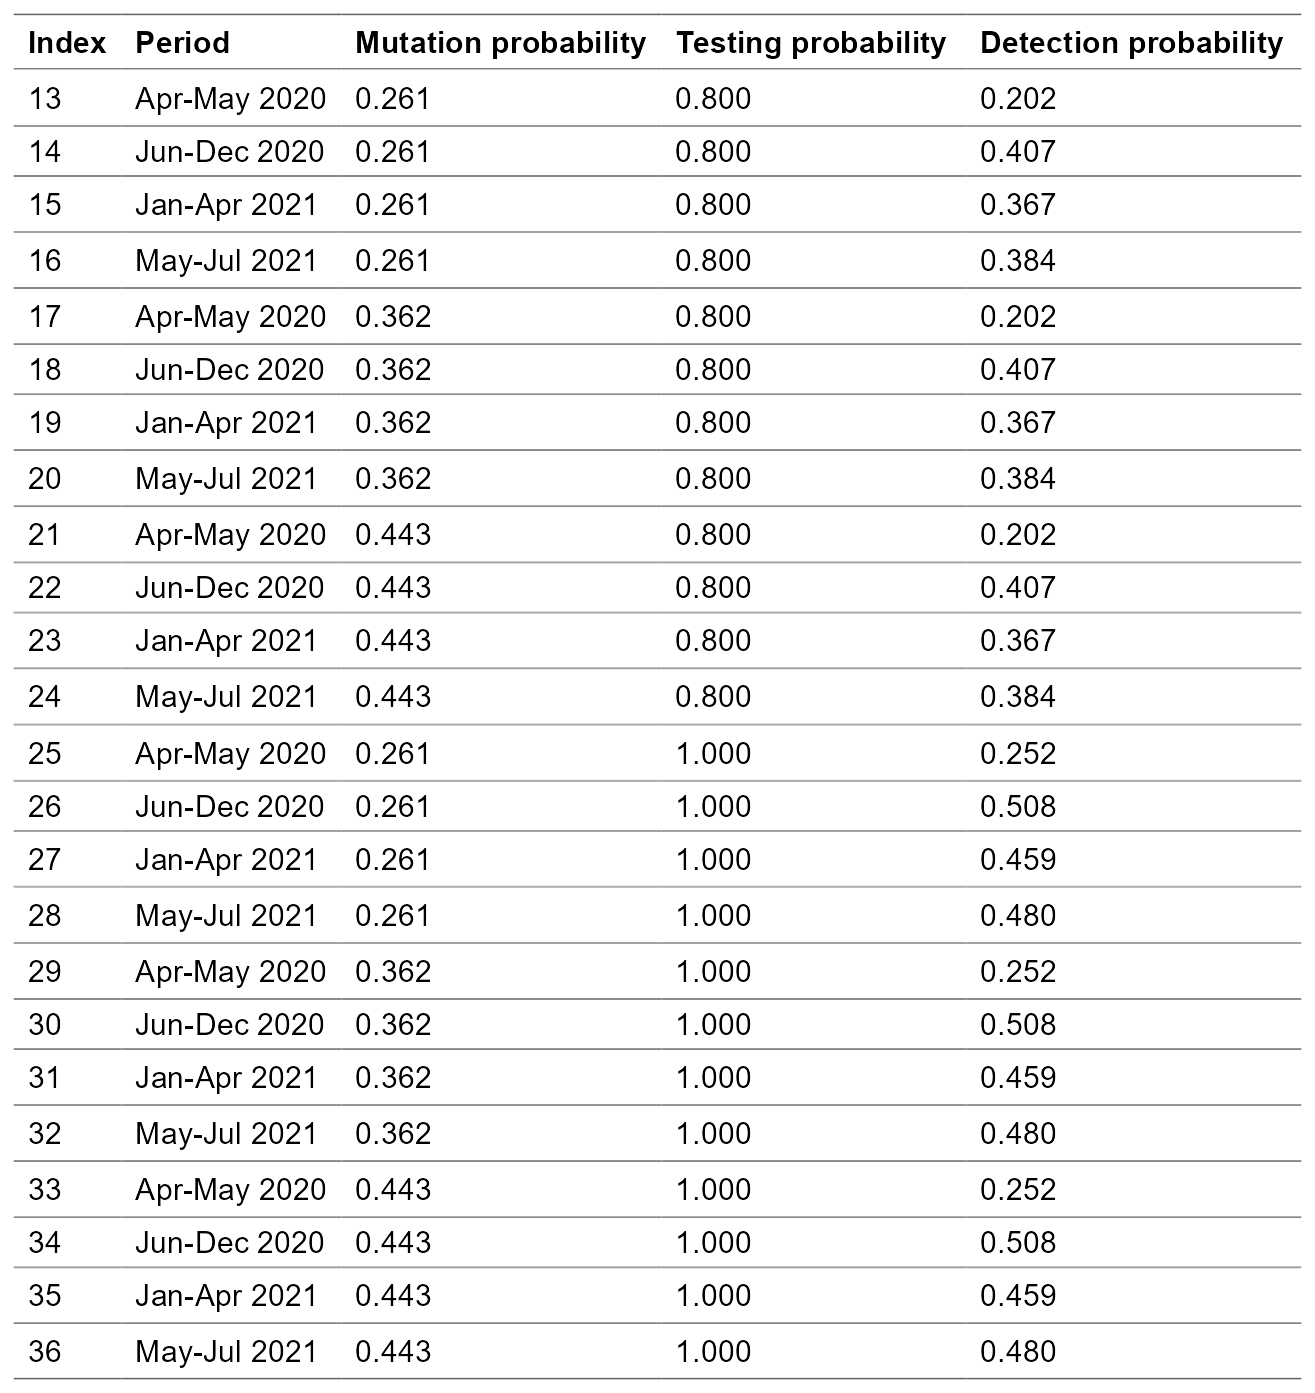 Index Period Mutation probability Testing probability Detection probability
13 Apr-May 2020 0.261 0.800 0.202
14 Jun-Dec 2020 0.261 0.800 0.407
15 Jan-Apr 2021 0.261 0.800 0.367
16 May-Jul 2021 0.261 0.800 0.384
17 Apr-May 2020 0.362 0.800 0.202
18 Jun-Dec 2020 0.362 0.800 0.407
19 Jan-Apr 2021 0.362 0.800 0.367
20 May-Jul 2021 0.362 0.800 0.384
21 Apr-May 2020 0.443 0.800 0.202
22 Jun-Dec 2020 0.443 0.800 0.407
23 Jan-Apr 2021 0.443 0.800 0.367
24 May-Jul 2021 0.443 0.800 0.384
25 Apr-May 2020 0.261 1.000 0.252
26 Jun-Dec 2020 0.261 1.000 0.508
27 Jan-Apr 2021 0.261 1.000 0.459
28 May-Jul 2021 0.261 1.000 0.480
29 Apr-May 2020 0.362 1.000 0.252
30 Jun-Dec 2020 0.362 1.000 0.508
31 Jan-Apr 2021 0.362 1.000 0.459
32 May-Jul 2021 0.362 1.000 0.480
33 Apr-May 2020 0.443 1.000 0.252
34 Jun-Dec 2020 0.443 1.000 0.508
35 Jan-Apr 2021 0.443 1.000 0.459
36 May-Jul 2021 0.443 1.000 0.480